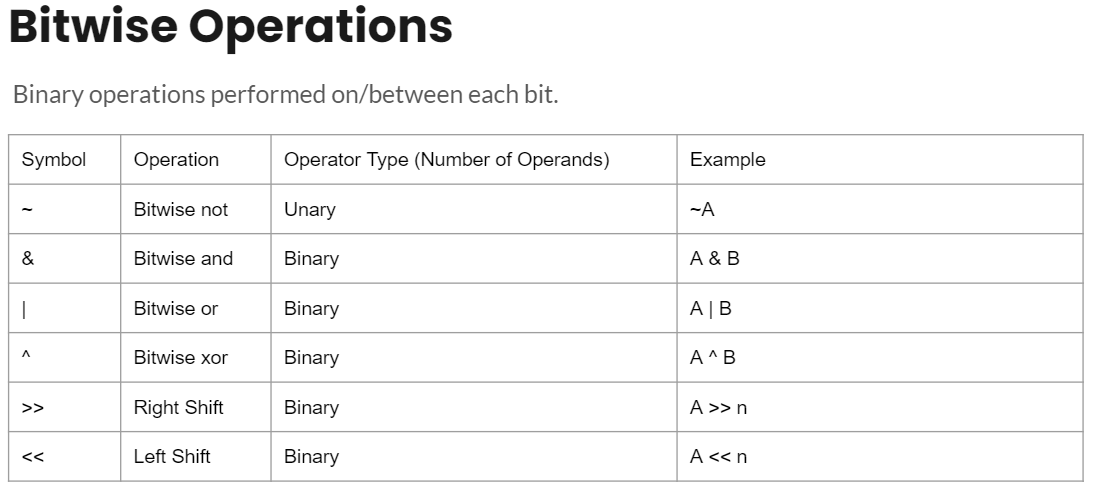 Bitwise Operations
Binary operations performed on/between each bit.
Symbol Operation Operator Type (Number of Operands) Example
~ Bitwise not Unary ~A
& Bitwise and Binary A & B
| Bitwise or Binary A | B
^ Bitwise xor Binary A ^ B
>> Right Shift Binary A >> n
<< Left Shift Binary A << n